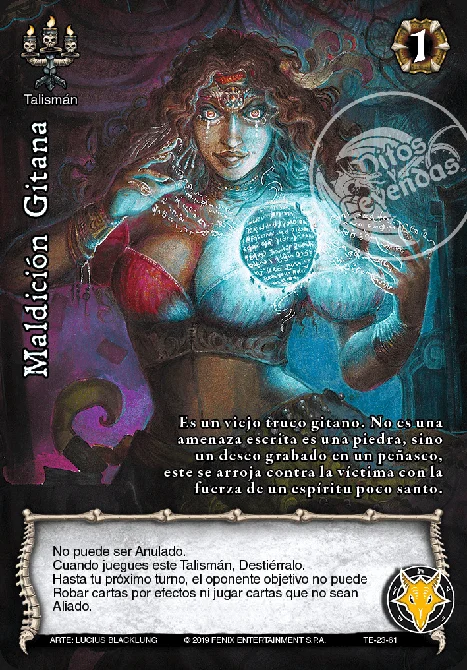 1
Talismán
Mitos y
Leyendas
Maldición Gitana
Es un viejo truco gitano. No es una
amenaza escrita es una piedra, sino
un deseo grabado en un peñasco,
este se arroja contra la víctima con la
fuerza de un espíritu poco santo.
No puede ser Anulado.
Cuando juegues este Talismán, Destiérralo.
Hasta tu próximo turno, el oponente objetivo no puede
Robar cartas por efectos ni jugar cartas que no sean
Aliado.
ARTE: LUCIUS BLACKLUNG © 2019 FENIX ENTERTAINMENT S.P.A. TE-23-61